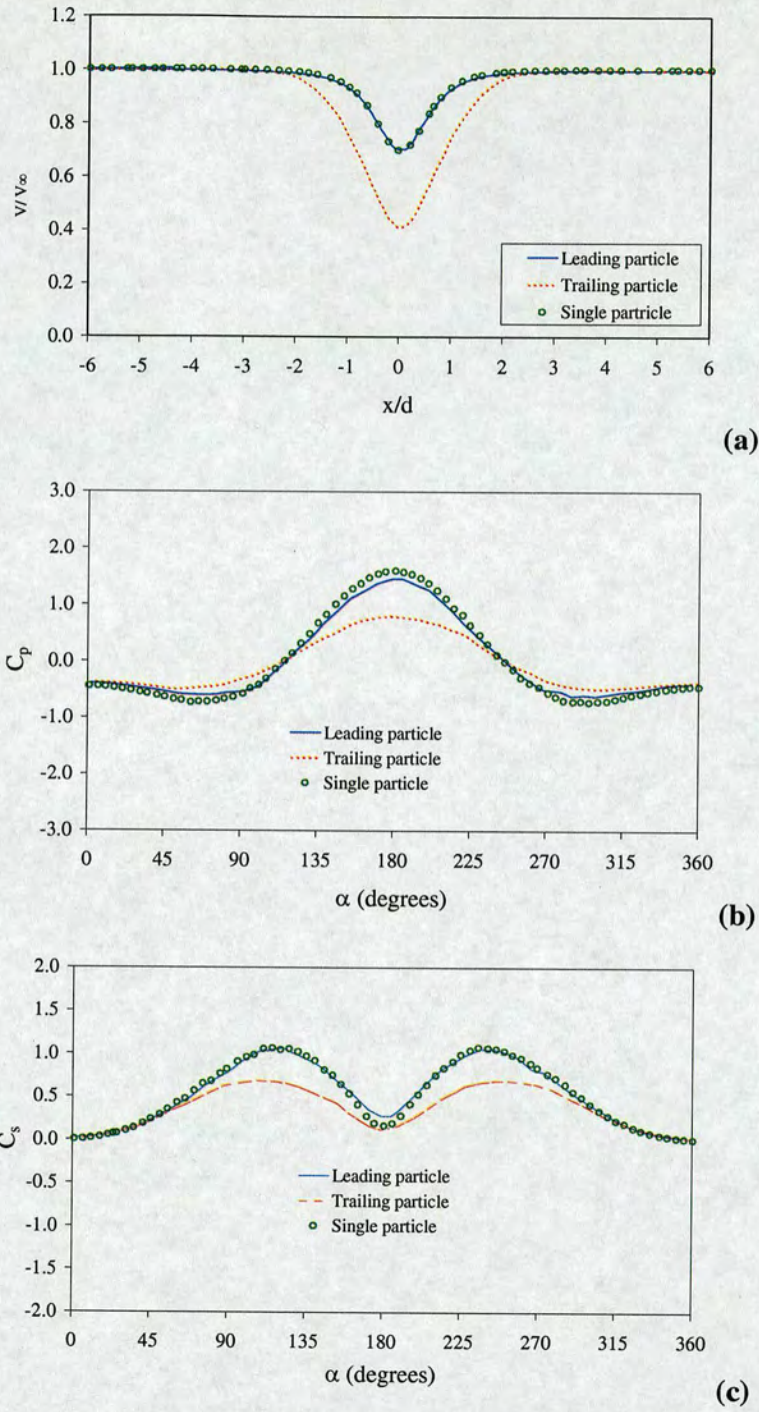 1.2
1.0
0.8
0.6
0.4
0.2
0.0
v/ v∞
Leading particle
Trailing particle
Single partricle
-6 -5 -4 -3 -2 -1 0 1 2 3 4 5 6
x/d
(a)
3.0
2.0
1.0
0.0
-1.0
-2.0
-3.0
Cp
Leading particle
Trailing particle
Single particle
0 45 90 135 180 225 270 315 360
α (degrees)
(b)
2.0
1.5
1.0
0.5
0.0
-0.5
-1.0
-1.5
-2.0
Cs
Leading particle
Trailing particle
Single particle
0 45 90 135 180 225 270 315 360
α (degrees)
(c)